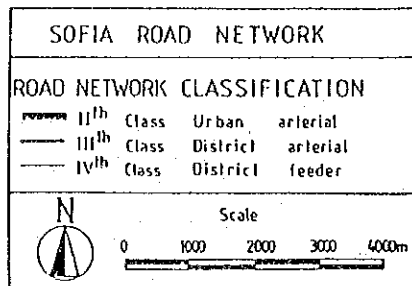 SOFIA ROAD NETWORK
ROAD NETWORK CLASSIFICATION
IIth Class Urban arterial
IIIth Class District arterial
IVth Class District feeder
N
Scale
0 1000 2000 3000 4000m